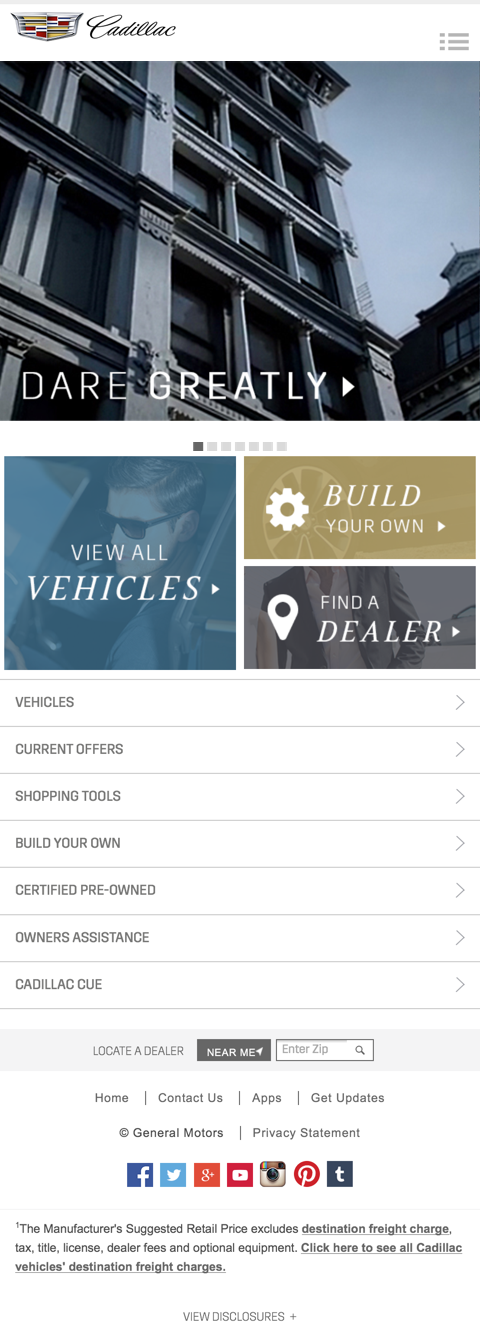 Cadillac
DARE GREATLY
VIEW ALL
VEHICLES
BUILD
YOUR OWN
FIND A
DEALER
VEHICLES
CURRENT OFFERS
SHOPPING TOOLS
BUILD YOUR OWN
CERTIFIED PRE-OWNED
OWNERS ASSISTANCE
CADILLAC CUE
LOCATE A DEALER NEAR ME Enter Zip
Home | Contact Us | Apps | Get Updates
© General Motors | Privacy Statement
1The Manufacturer's Suggested Retail Price excludes destination freight charge,
tax, title, license, dealer fees and optional equipment. Click here to see all Cadillac
vehicles' destination freight charges.
VIEW DISCLOSURES +